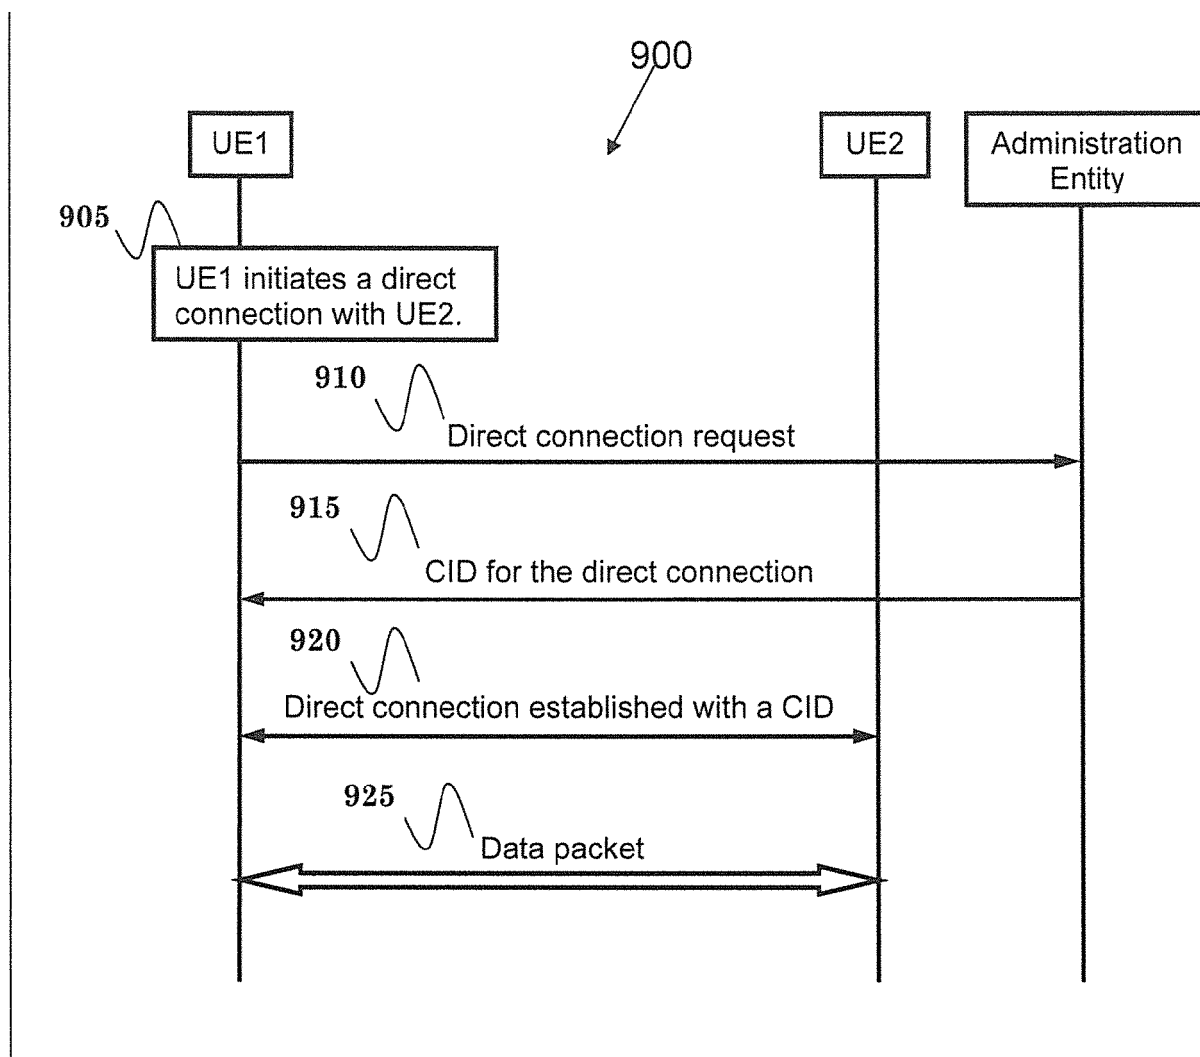 900
UE1
UE2
Administration
Entity
905
UE1 initiates a direct
connection with UE2.
910
Direct connection request
915
CID for the direct connection
920
Direct connection established with a CID
925
Data packet